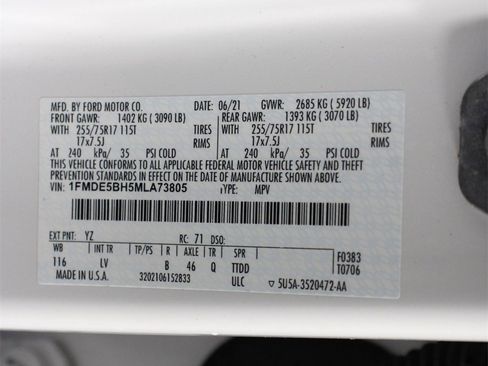 MFD. BY FORD MOTOR CO. DATE: 06/21 GVWR: 2685 KG ( 5920 LB)
FRONT GAWR: 1402 KG ( 3090 LB) REAR GAWR: 1393 KG ( 3070 LB)
WITH 255/75R17 115T TIRES WITH 255/75R17 115T TIRES
17x7.5J RIMS 17x7.5J RIMS
AT 240 kPa/ 35 PSI COLD AT 240 kPa/ 35 PSI COLD
THIS VEHICLE CONFORMS TO ALL APPLICABLE FEDERAL MOTOR VEHICLE SAFETY AND THEFT
PREVENTION STANDARDS IN EFFECT ON THE DATE OF MANUFACTURE SHOWN ABOVE.
VIN: 1FMDE5BH5MLA73805 TYPE: MPV
EXT PNT: YZ RC: 71 DSO:
WB INT TR TP/PS R AXLE TR SPR F0383
116 LV B 46 Q TTDD T0706
MADE IN U.S.A. 3202106152833 ULC ▽ 5U5A-3S20472-AA